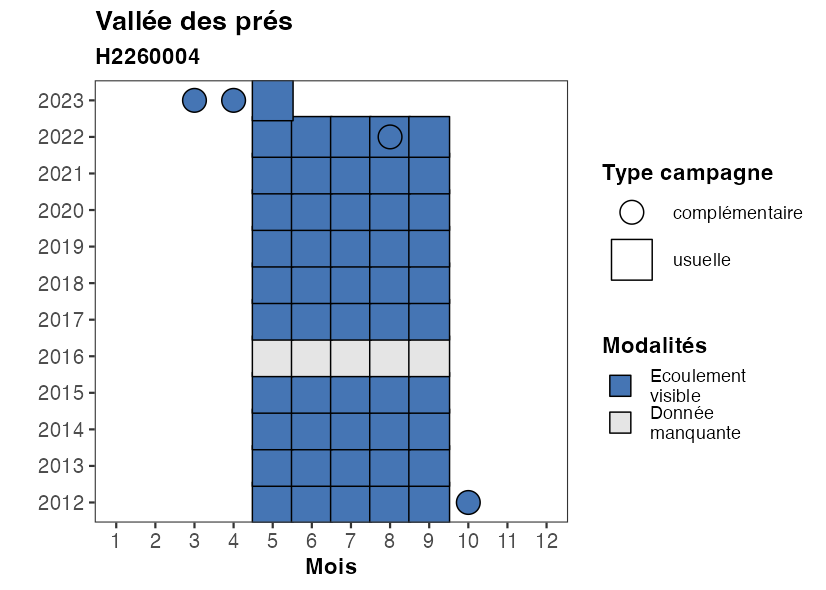 Vallée des prés
H2260004
2023
2022
2021
2020
2019
2018
2017
2016
2015
2014
2013
2012
1 2 3 4 5 6 7 8 9 10 11 12
Mois
Type campagne
complémentaire
usuelle
Modalités
Ecoulement
visible
Donnée
manquante